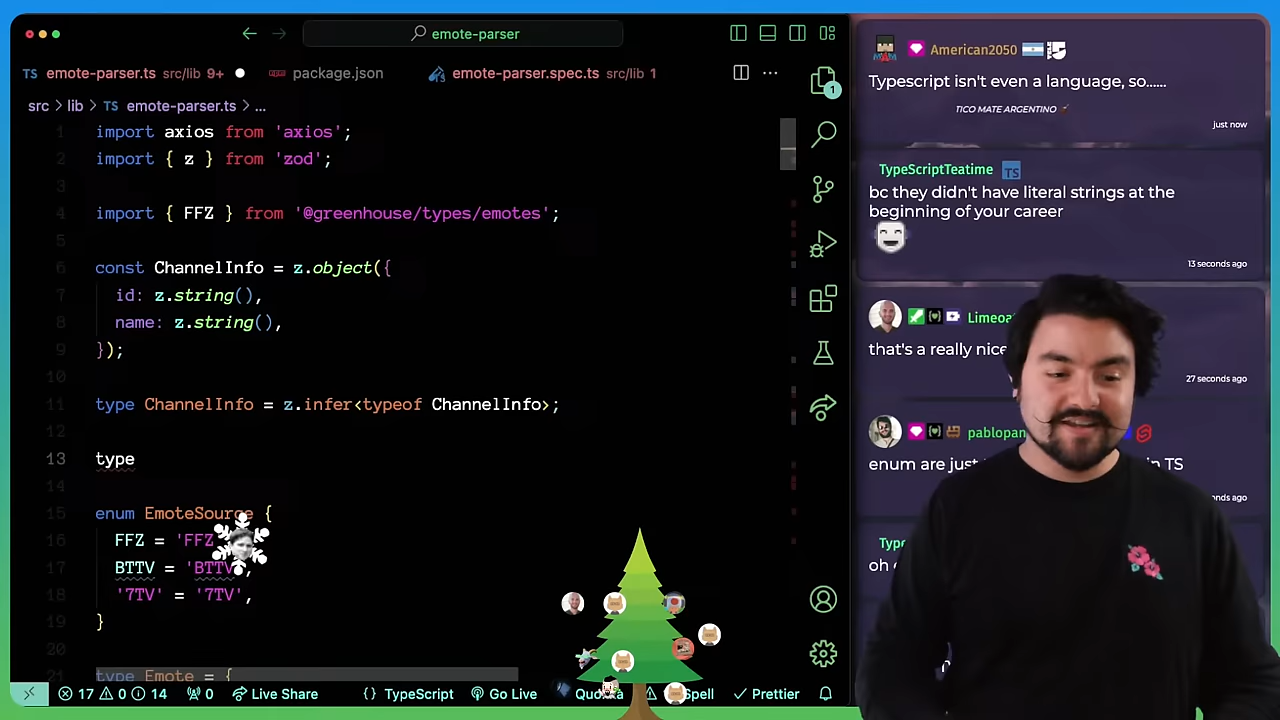 emote-parser
TS emote-parser.ts src/lib 9+
package.json
emote-parser.spec.ts src/lib 1
src > lib > TS emote-parser.ts > ...
1 import axios from 'axios';
2 import { z } from 'zod';
3
4 import { FFZ } from '@greenhouse/types/emotes';
5
6 const ChannelInfo = z.object({
7 id: z.string(),
8 name: z.string(),
9 });
10
11 type ChannelInfo = z.infer<typeof ChannelInfo>;
12
13 type
14
15 enum EmoteSource {
16 FFZ = 'FFZ
17 BTTV = 'BTTV',
18 '7TV' = '7TV',
19 }
20
21 type Emote = {
1
17 0 14 0 Live Share {} TypeScript Go Live Spell Prettier
American2050
Typescript isn't even a language, so......
TICO MATE ARGENTINO
just now
TypeScriptTeatime TS
bc they didn't have literal strings at the
beginning of your career
13 seconds ago
that's a really nice
27 seconds ago
enum are just
in TS
oh